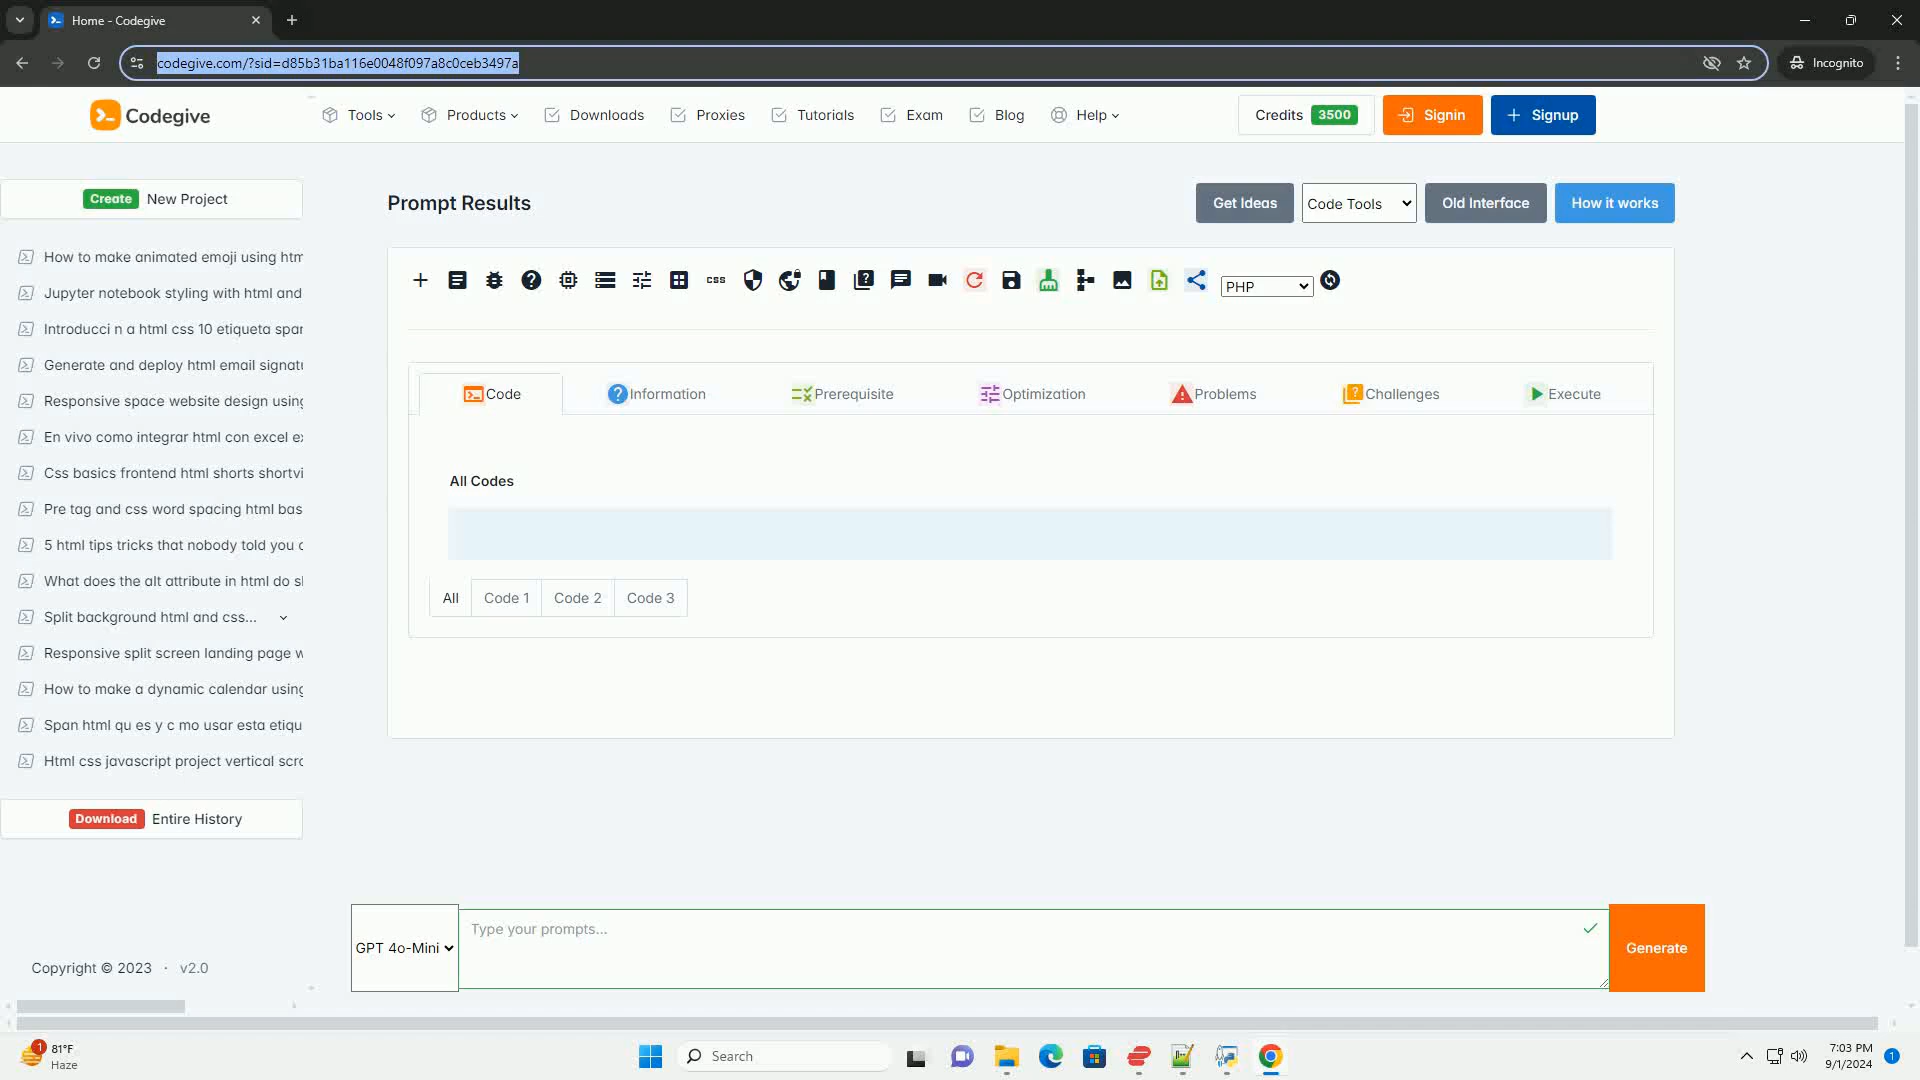 Home - Codegive
codegive.com/?sid=d85b31ba116e0048f097a8c0ceb3497a
Incognito
Codegive
Tools
Products
Downloads
Proxies
Tutorials
Exam
Blog
Help
Credits 3500
Signin
Signup
Create New Project
How to make animated emoji using htm
Jupyter notebook styling with html and
Introducci n a html css 10 etiqueta spar
Generate and deploy html email signatu
Responsive space website design using
En vivo como integrar html con excel ex
Css basics frontend html shorts shortvi
Pre tag and css word spacing html bas
5 html tips tricks that nobody told you c
What does the alt attribute in html do sl
Split background html and css...
Responsive split screen landing page w
How to make a dynamic calendar using
Span html qu es y c mo usar esta etiqu
Html css javascript project vertical scro
Download Entire History
Copyright © 2023 · v2.0
Prompt Results
Get Ideas
Code Tools
Old Interface
How it works
css
PHP
Code
Information
Prerequisite
Optimization
Problems
Challenges
Execute
All Codes
All
Code 1
Code 2
Code 3
GPT 4o-Mini
Type your prompts...
Generate
1
81°F
Haze
Search
7:03 PM
9/1/2024
1